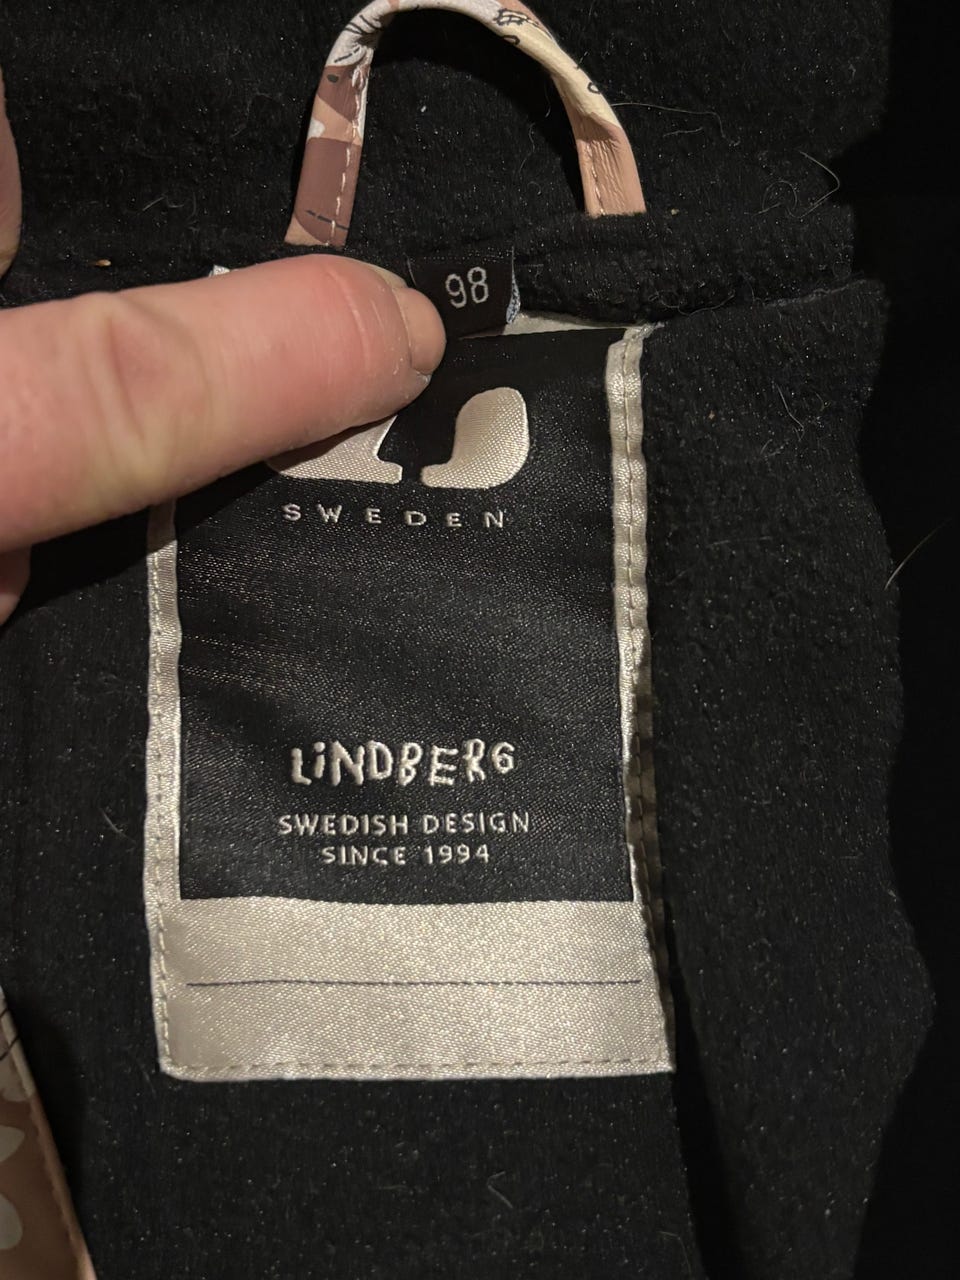 98
SWEDEN
LiNDBERG
SWEDISH DESIGN
SINCE 1994